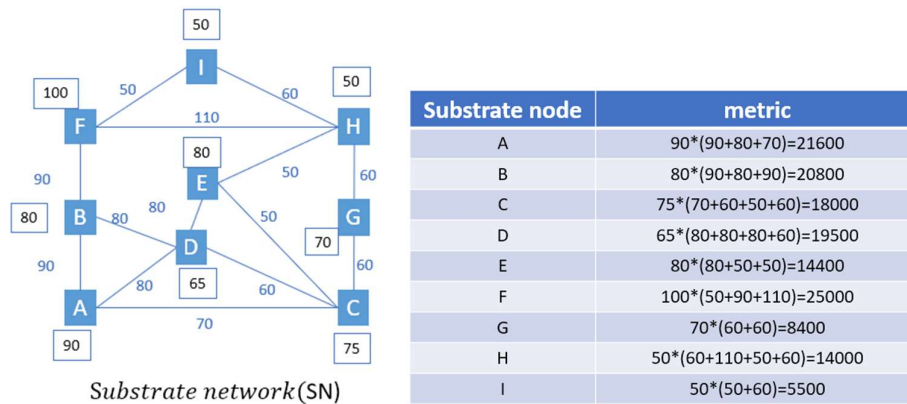 50
I
50
100
50
60
F
110
H
80
E
90
50
60
80
80
B
80
50
G
70
D
90
80
60
60
65
A
70
C
90
75
Substrate network(SN)
Substrate node metric
A 90*(90+80+70)=21600
B 80*(90+80+90)=20800
C 75*(70+60+50+60)=18000
D 65*(80+80+80+60)=19500
E 80*(80+50+50)=14400
F 100*(50+90+110)=25000
G 70*(60+60)=8400
H 50*(60+110+50+60)=14000
I 50*(50+60)=5500